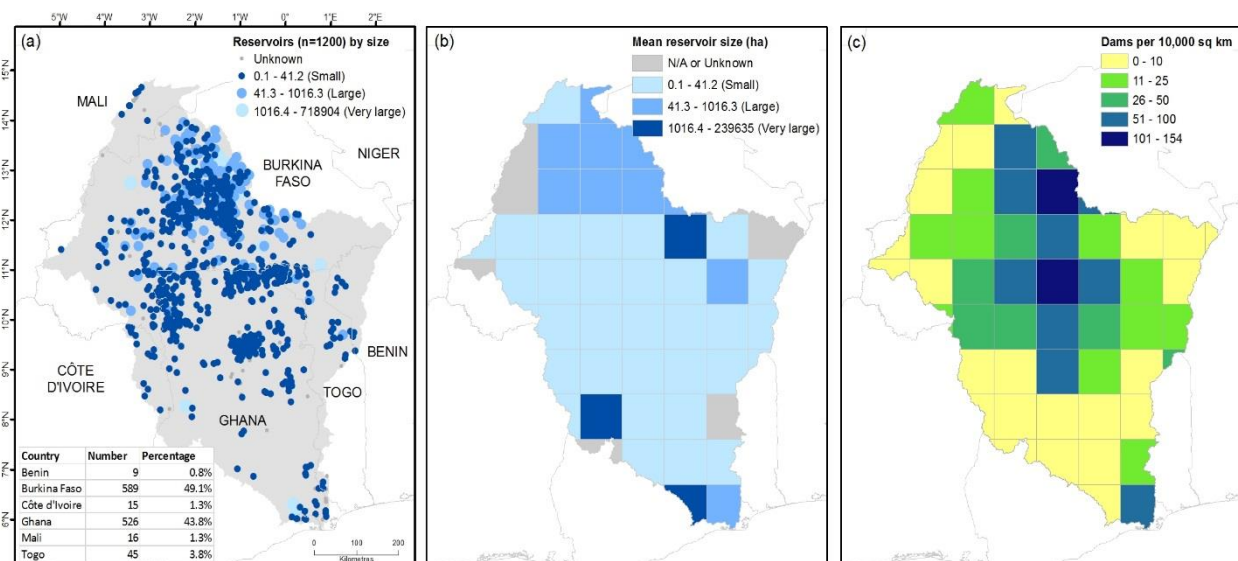 5°W 4°W 3°W 2°W 1°W 0° 1°E 2°E
(a)
Reservoirs (n=1200) by size
Unknown
0.1 - 41.2 (Small)
41.3 - 1016.3 (Large)
1016.4 - 718904 (Very large)
15°N
14°N
13°N
12°N
11°N
10°N
9°N
8°N
7°N
6°N
MALI
NIGER
BURKINA
FASO
BENIN
CÔTE
D'IVOIRE
TOGO
GHANA
Country Number Percentage
Benin 9 0.8%
Burkina Faso 589 49.1%
Côte d'Ivoire 15 1.3%
Ghana 526 43.8%
Mali 16 1.3%
Togo 45 3.8%
0 100 200
Kilometres
(b)
Mean reservoir size (ha)
N/A or Unknown
0.1 - 41.2 (Small)
41.3 - 1016.3 (Large)
1016.4 - 239635 (Very large)
(c)
Dams per 10,000 sq km
0 - 10
11 - 25
26 - 50
51 - 100
101 - 154